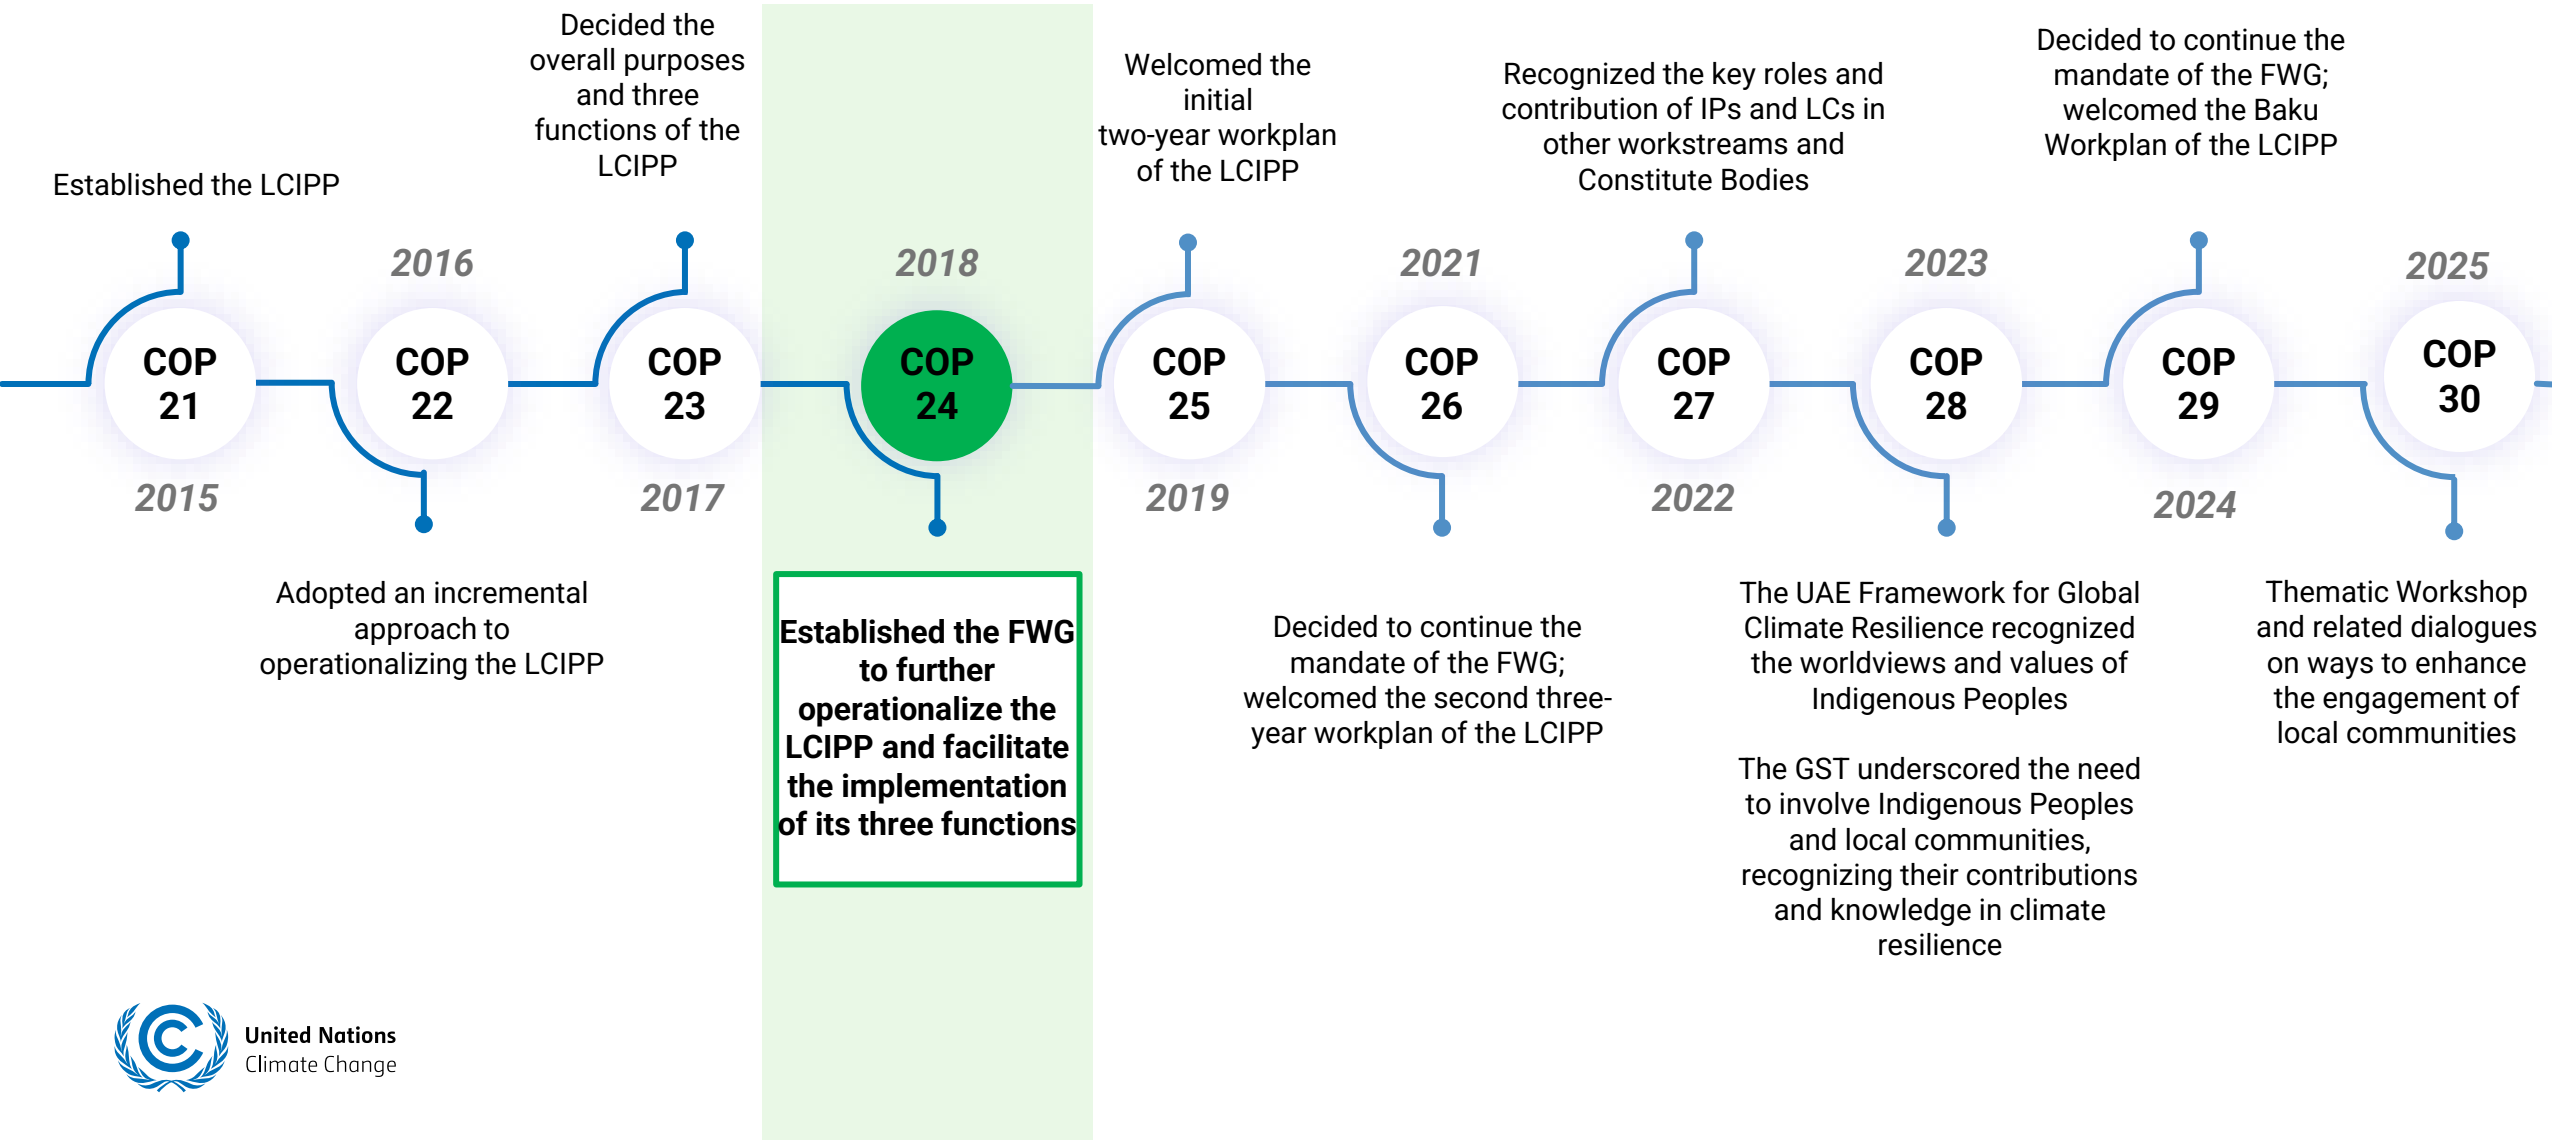 Established the LCIPP
COP
21
2015
2016
COP
22
Adopted an incremental
approach to
operationalizing the LCIPP
Decided the
overall purposes
and three
functions of the
LCIPP
COP
23
2017
2018
COP
24
Established the FWG
to further
operationalize the
LCIPP and facilitate
the implementation
of its three functions
Welcomed the
initial
two-year workplan
of the LCIPP
COP
25
2019
2021
COP
26
Decided to continue the
mandate of the FWG;
welcomed the second three-
year workplan of the LCIPP
Recognized the key roles and
contribution of IPs and LCs in
other workstreams and
Constitute Bodies
COP
27
2022
2023
COP
28
The UAE Framework for Global
Climate Resilience recognized
the worldviews and values of
Indigenous Peoples
The GST underscored the need
to involve Indigenous Peoples
and local communities,
recognizing their contributions
and knowledge in climate
resilience
Decided to continue the
mandate of the FWG;
welcomed the Baku
Workplan of the LCIPP
COP
29
2024
2025
COP
30
Thematic Workshop
and related dialogues
on ways to enhance
the engagement of
local communities
United Nations
Climate Change